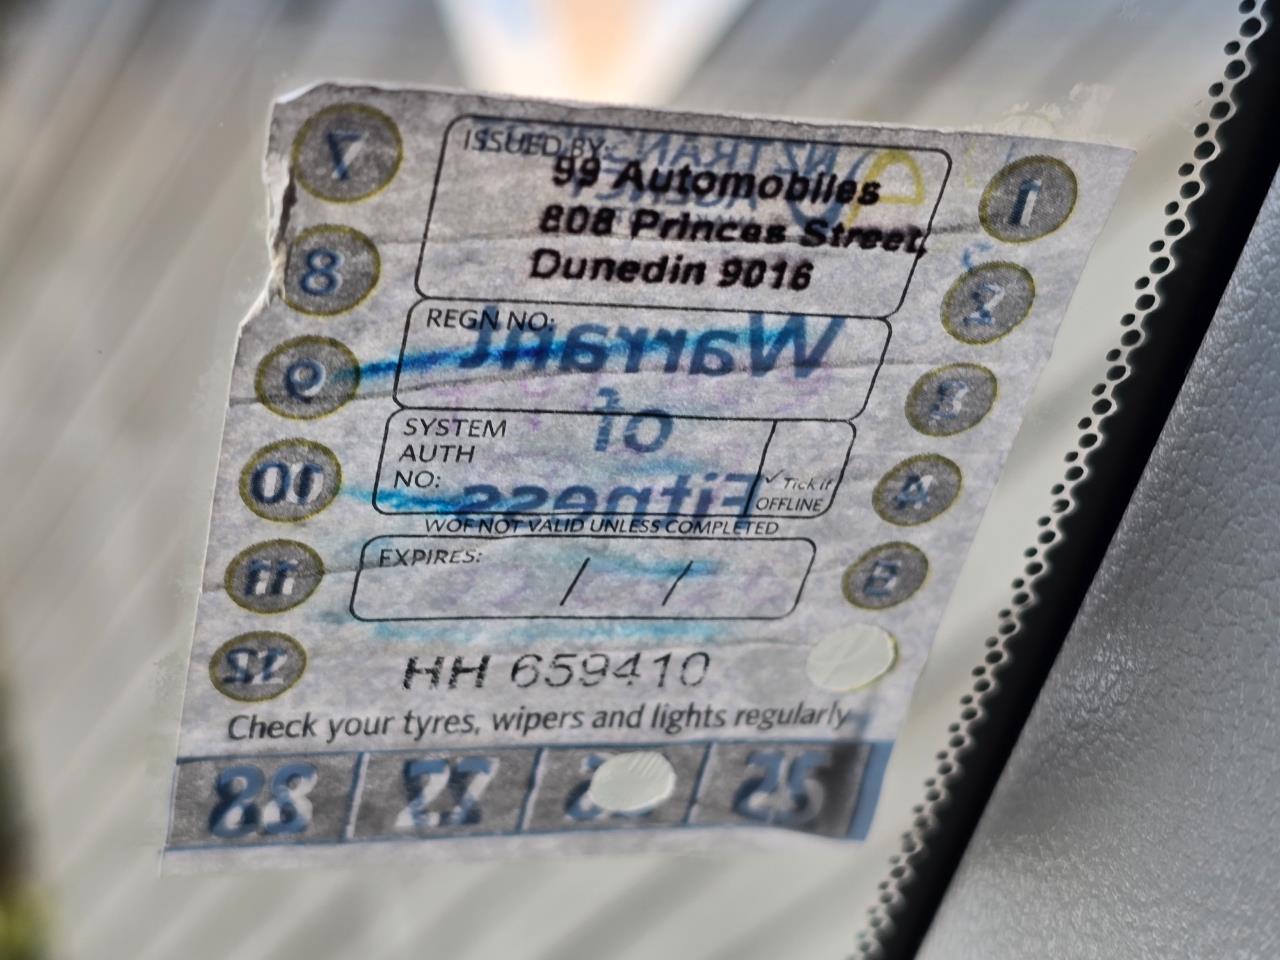 ISSUED BY:
99 Automobiles
808 Princes Street,
Dunedin 9016
REGN NO:
Warrant
of
Fitness
SYSTEM
AUTH
NO:
✓ Tick if
OFFLINE
WOF NOT VALID UNLESS COMPLETED
EXPIRES: / /
HH 659410
Check your tyres, wipers and lights regularly
7
8
9
10
11
12
1
2
3
4
5
28 27 25